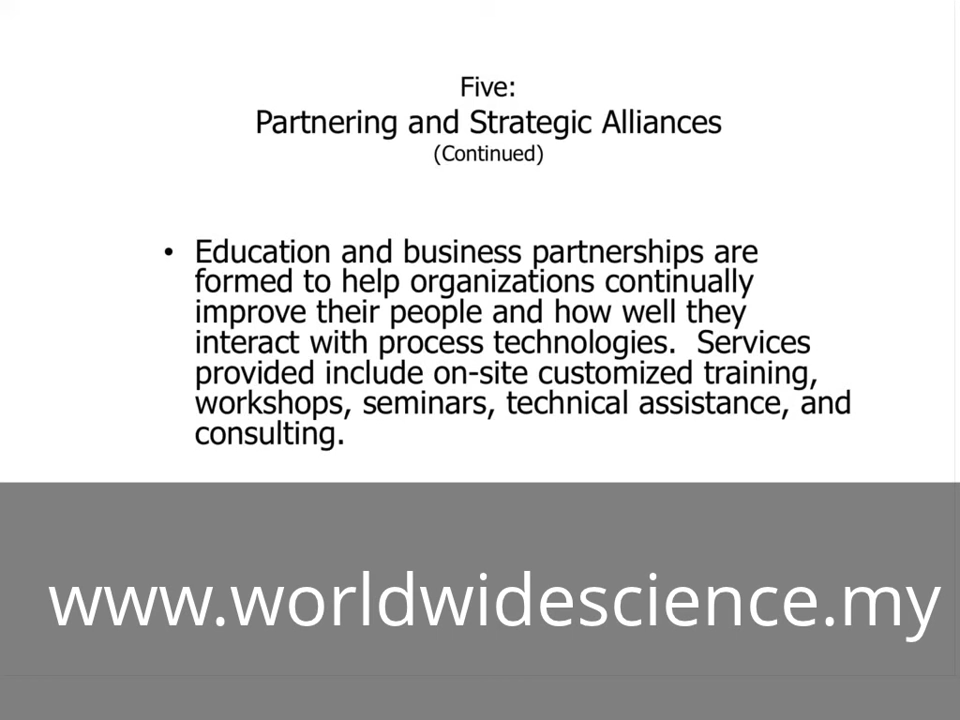 Five:
Partnering and Strategic Alliances
(Continued)
• Education and business partnerships are
formed to help organizations continually
improve their people and how well they
interact with process technologies.  Services
provided include on-site customized training,
workshops, seminars, technical assistance, and
consulting.
www.worldwidescience.my